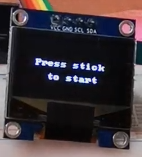 VCC GND SCL SDA
Press stick
to start